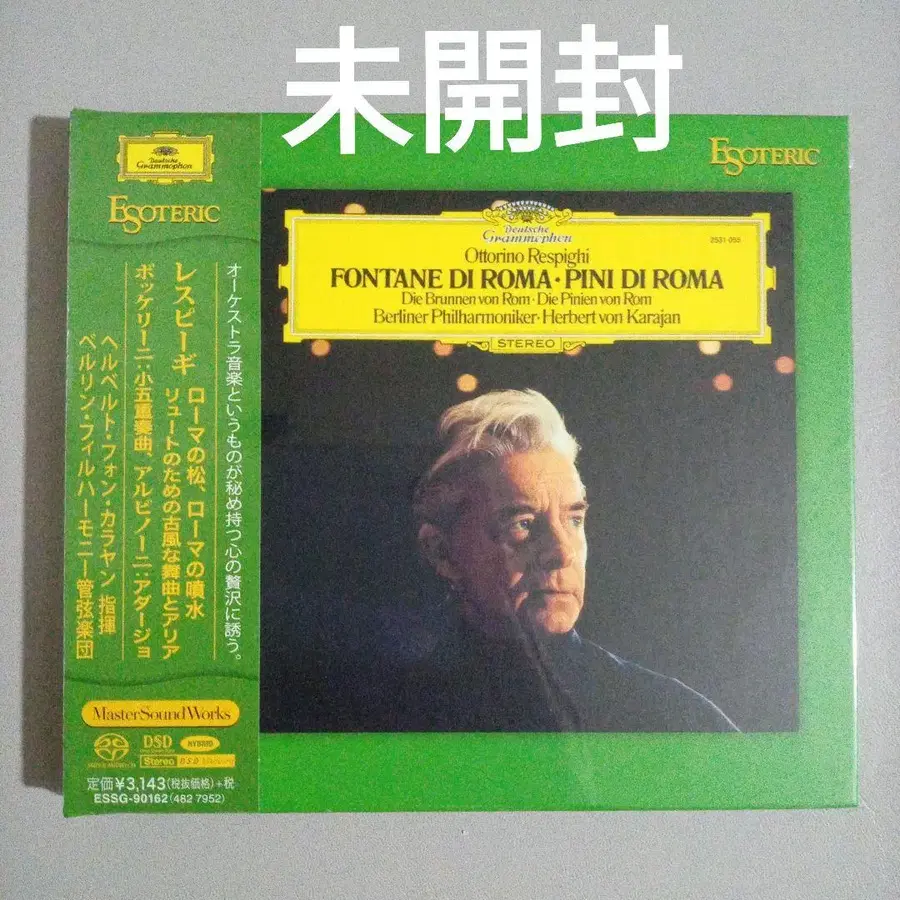 未開封
Deutsche
Grammophon
ESOTERIC
オーケストラ音楽というものが秘め持つ心の贅沢に誘う。
レスピーギ
ローマの松、ローマの噴水
リュートのための古風な舞曲とアリア
ボッケリーニ:小五重奏曲、アルビノーニ:アダージョ
ヘルベルト・フォン・カラヤン 指揮
ベルリン・フィルハーモニー管弦楽団
MasterSoundWorks
DSD
HYBRID
Stereo
定価¥3,143(税抜価格)+税
ESSG-90162(482 7952)
ESOTERIC
Deutsche
Grammophon
2531 055
Ottorino Respighi
FONTANE DI ROMA·PINI DI ROMA
Die Brunnen von Rom·Die Pinien von Rom
Berliner Philharmoniker·Herbert von Karajan
STEREO